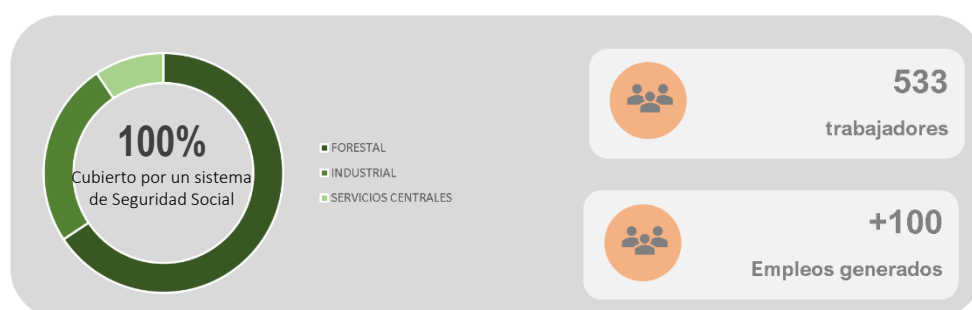 100%
Cubierto por un sistema
de Seguridad Social
FORESTAL
INDUSTRIAL
SERVICIOS CENTRALES
533
trabajadores
+100
Empleos generados